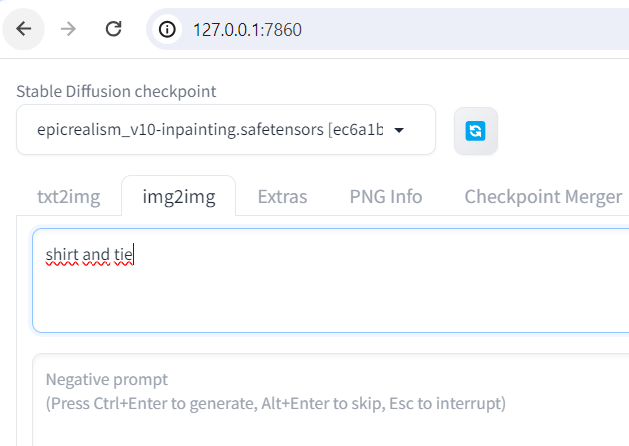 127.0.0.1:7860
Stable Diffusion checkpoint
epicrealism_v10-inpainting.safetensors [ec6a1b
txt2img img2img Extras PNG Info Checkpoint Merger
shirt and tie
Negative prompt
(Press Ctrl+Enter to generate, Alt+Enter to skip, Esc to interrupt)